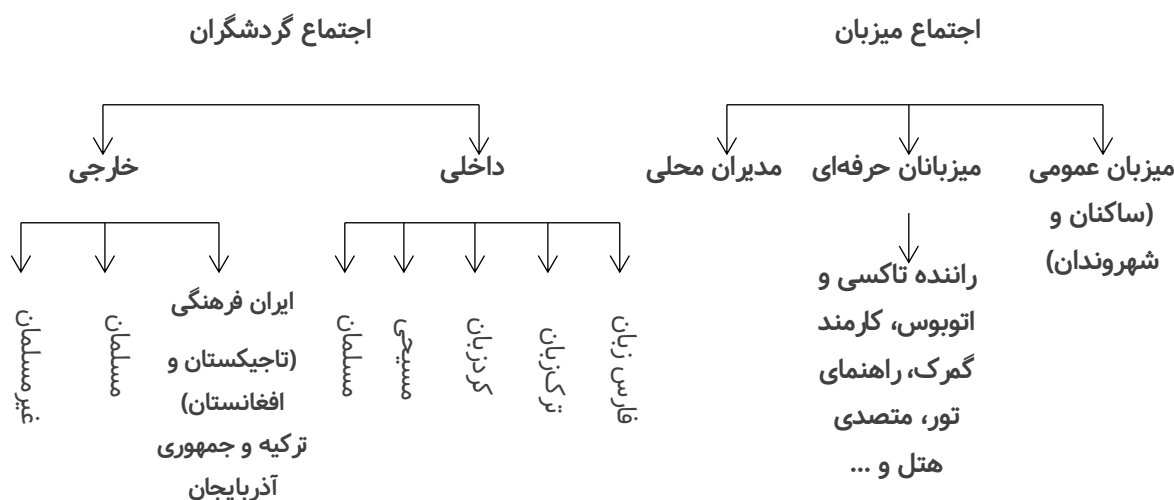 اجتماع میزبان
اجتماع گردشگران
میزبان عمومی
(ساکنان و
شهروندان)
میزبانان حرفه‌ای
راننده تاکسی و
اتوبوس، کارمند
گمرک، راهنمای
تور، متصدی
هتل و ...
مدیران محلی
داخلی
فارس زبان
ترک‌زبان
کردزبان
مسیحی
مسلمان
خارجی
ایران فرهنگی
(تاجیکستان و
افغانستان)
ترکیه و جمهوری
آذربایجان
مسلمان
غیرمسلمان